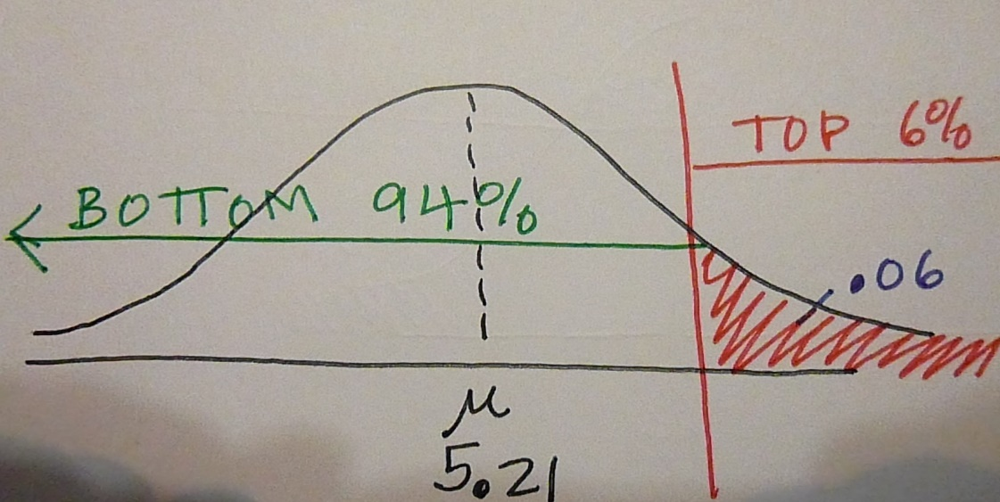 TOP 6%
BOTTOM 94%
.06
μ
5.21